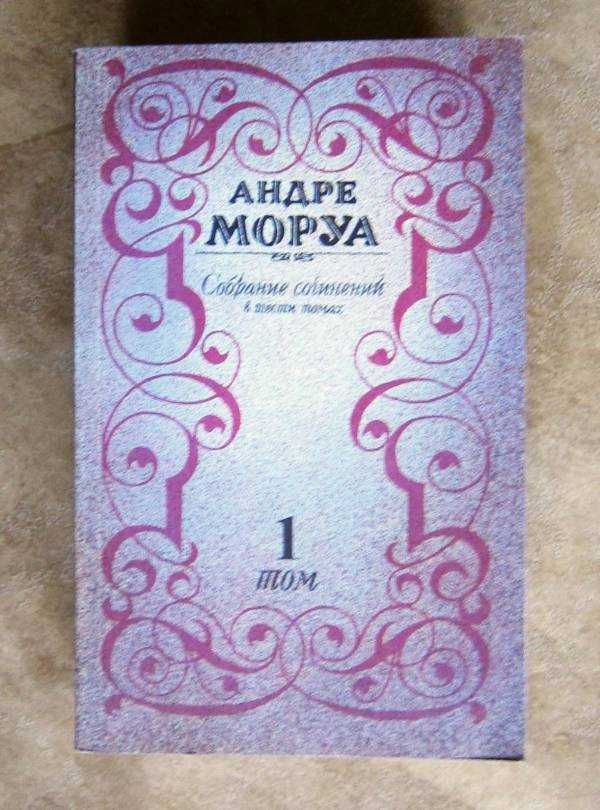 АНДРЕ
МОРУА
Собрание сочинений
в шести томах
1
том